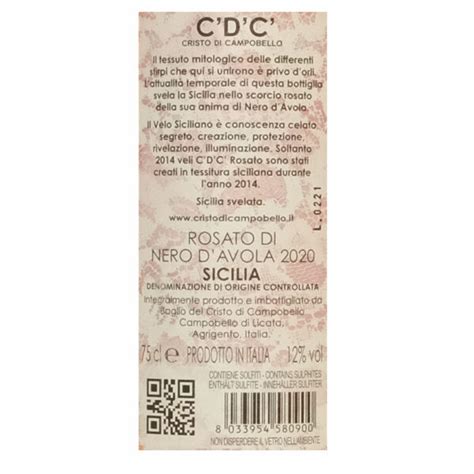 C'D'C'
CRISTO DI CAMPOBELLO
Il tessuto mitologico delle differenti
stirpi che qui si unirono è privo d'orli.
L'attualità temporale di questa bottiglia
svela la Sicilia nello scorcio rosato
della sua anima di Nero d'Avola.
Il Velo Siciliano è conoscenza celata,
segreto, creazione, protezione,
rivelazione, illuminazione. Soltanto
2014 veli C'D'C' Rosato sono stati
creati in tessitura siciliana durante
l'anno 2014.
Sicilia svelata.
www.cristodicampobello.it
L. 0221
ROSATO DI
NERO D'AVOLA 2020
SICILIA
DENOMINAZIONE DI ORIGINE CONTROLLATA
Integralmente prodotto e imbottigliato da
Baglio del Cristo di Campobello
Campobello di Licata,
Agrigento, Italia.
75 cl e PRODOTTO IN ITALIA 12% vol
CONTIENE SOLFITI - CONTAINS SULPHITES
ENTHÄLT SULFITE - INNEHÅLLER SULFITER
8 033954 580900
NON DISPERDERE IL VETRO NELL'AMBIENTE